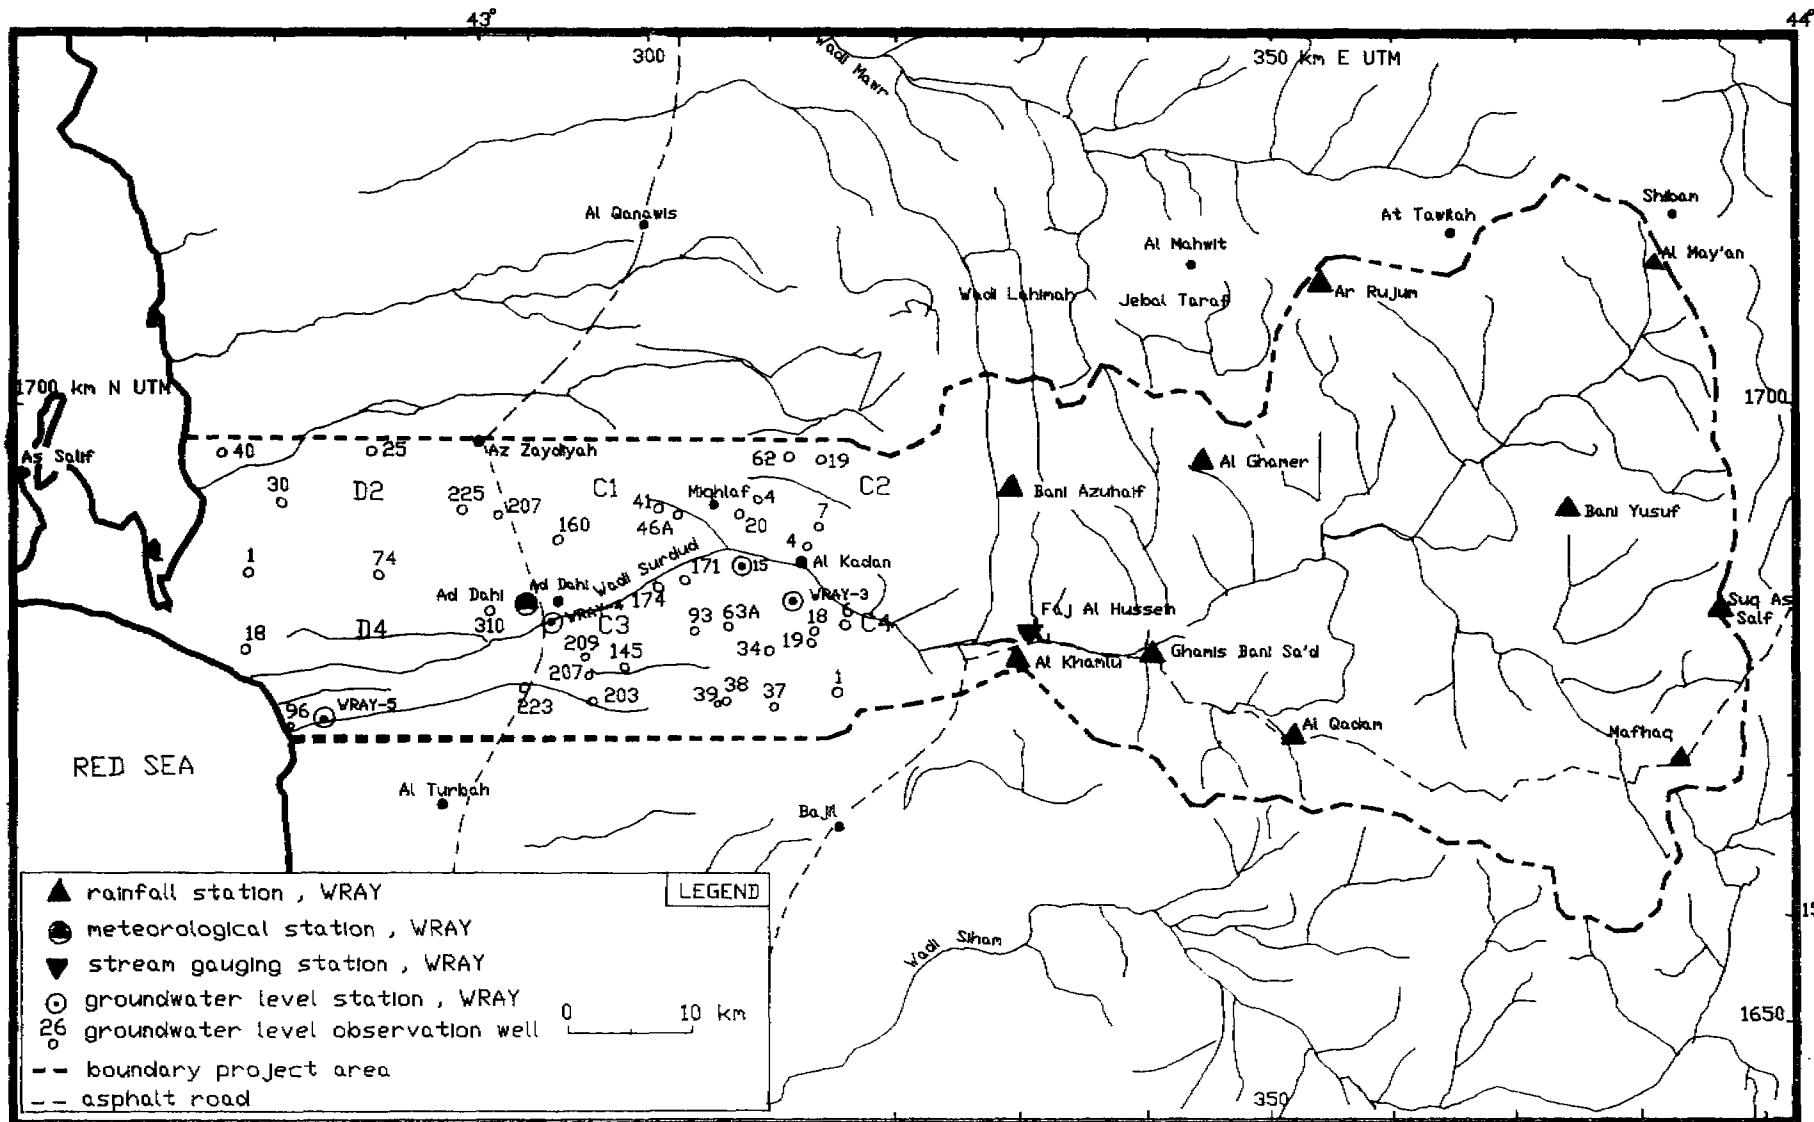 43°
44°
300
350 km E UTM
Wadi Mawr
Shiban
Al Qanawis
At Tawilah
Al Mahwit
Al May'an
Wadi Lahimah
Jebal Taraf
Ar Rujum
1700 km N UTM
1700
As Salif
40
25
Az Zaydiyah
62
19
Al Ghamer
30
D2
225
207
C1
41
Mighlaf
4
C2
Bani Azuhaif
Bani Yusuf
160
46A
20
7
1
74
Wadi Surdud
171
15
4
Al Kadan
Ad Dahi
Ad Dahi
174
WRAY-3
Faj Al Hussein
Suq As
Salf
310
WRAY-4
C3
93
63A
18
6
C4
18
D4
209
145
34
19
Al Khamlu
Ghamis Bani Sa'd
207
203
39
38
37
1
96
WRAY-5
223
Al Qadam
Mafhaq
RED SEA
Al Turbah
Bajil
LEGEND
rainfall station , WRAY
meteorological station , WRAY
stream gauging station , WRAY
groundwater level station , WRAY
26 groundwater level observation well
0 10 km
boundary project area
asphalt road
Wadi Siham
15
1650
350